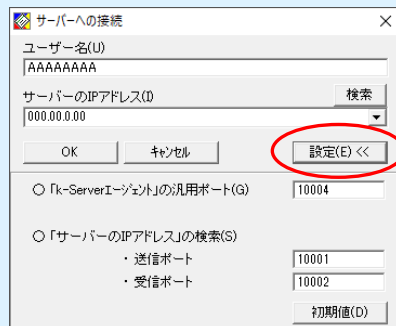 サーバーへの接続
ユーザー名(U)
AAAAAAAA
サーバーのIPアドレス(I)
検索
000.00.0.00
OK
ｷｬﾝｾﾙ
設定(E) <<
○「k-Serverｴｰｼﾞｪﾝﾄ」の汎用ポート(G)
10004
○「サーバーのIPアドレス」の検索(S)
・送信ポート
10001
・受信ポート
10002
初期値(D)